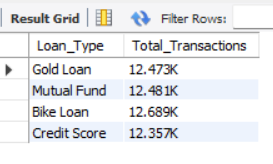 Result Grid Filter Rows:
Loan_Type Total_Transactions
Gold Loan 12.473K
Mutual Fund 12.481K
Bike Loan 12.689K
Credit Score 12.357K